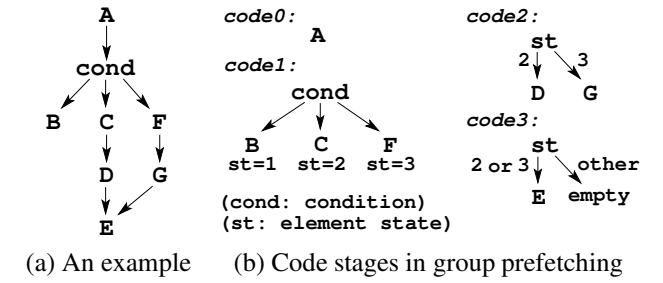 A
cond
B C F
D G
E
(a) An example
code0:
A
code1:
cond
B C F
st=1 st=2 st=3
(cond: condition)
(st: element state)
code2:
st
2 3
D G
code3:
st
2 or 3 other
E empty
(b) Code stages in group prefetching